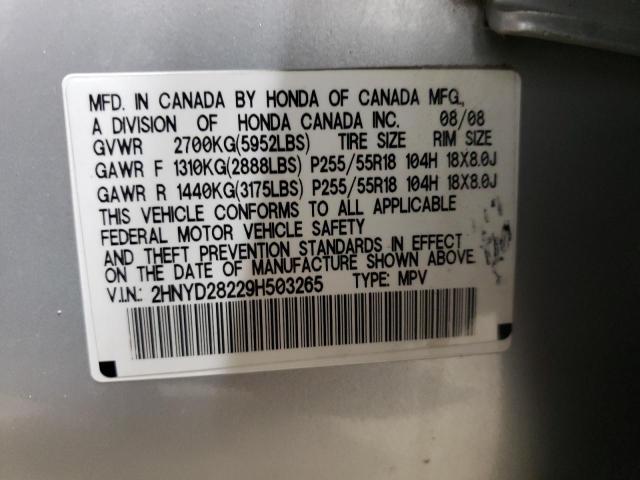 MFD. IN CANADA BY HONDA OF CANADA MFG.,
A DIVISION OF HONDA CANADA INC. 08/08
GVWR 2700KG(5952LBS) TIRE SIZE RIM SIZE
GAWR F 1310KG(2888LBS) P255/55R18 104H 18X8.0J
GAWR R 1440KG(3175LBS) P255/55R18 104H 18X8.0J
THIS VEHICLE CONFORMS TO ALL APPLICABLE
FEDERAL MOTOR VEHICLE SAFETY
AND THEFT PREVENTION STANDARDS IN EFFECT
ON THE DATE OF MANUFACTURE SHOWN ABOVE.
V.I.N.: 2HNYD28229H503265 TYPE: MPV